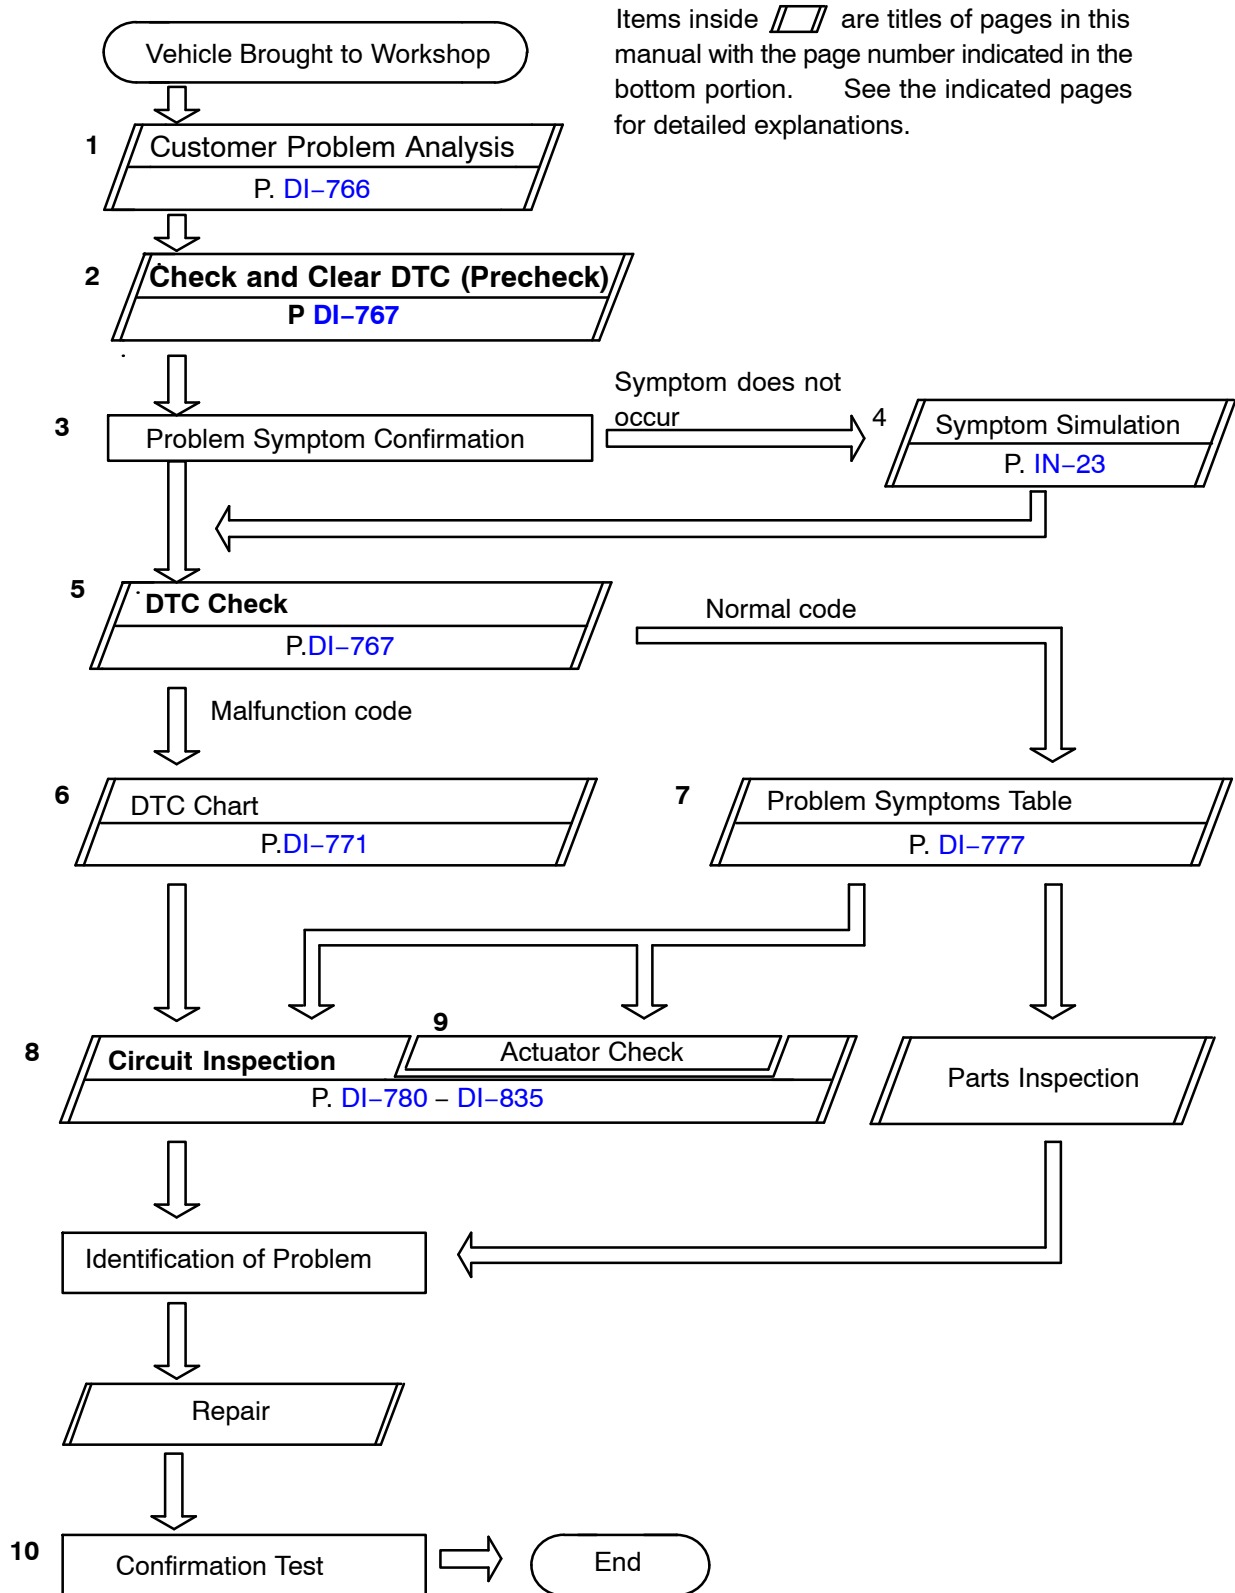 Items inside are titles of pages in this
manual with the page number indicated in the
bottom portion. See the indicated pages
for detailed explanations.
Vehicle Brought to Workshop
1
Customer Problem Analysis
P. DI–766
2
Check and Clear DTC (Precheck)
P DI–767
3
Problem Symptom Confirmation
Symptom does not
occur
4
Symptom Simulation
P. IN–23
5
DTC Check
P.DI–767
Normal code
Malfunction code
6
DTC Chart
P.DI–771
7
Problem Symptoms Table
P. DI–777
8
Circuit Inspection
9
Actuator Check
P. DI–780 – DI–835
Parts Inspection
Identification of Problem
Repair
10
Confirmation Test
End